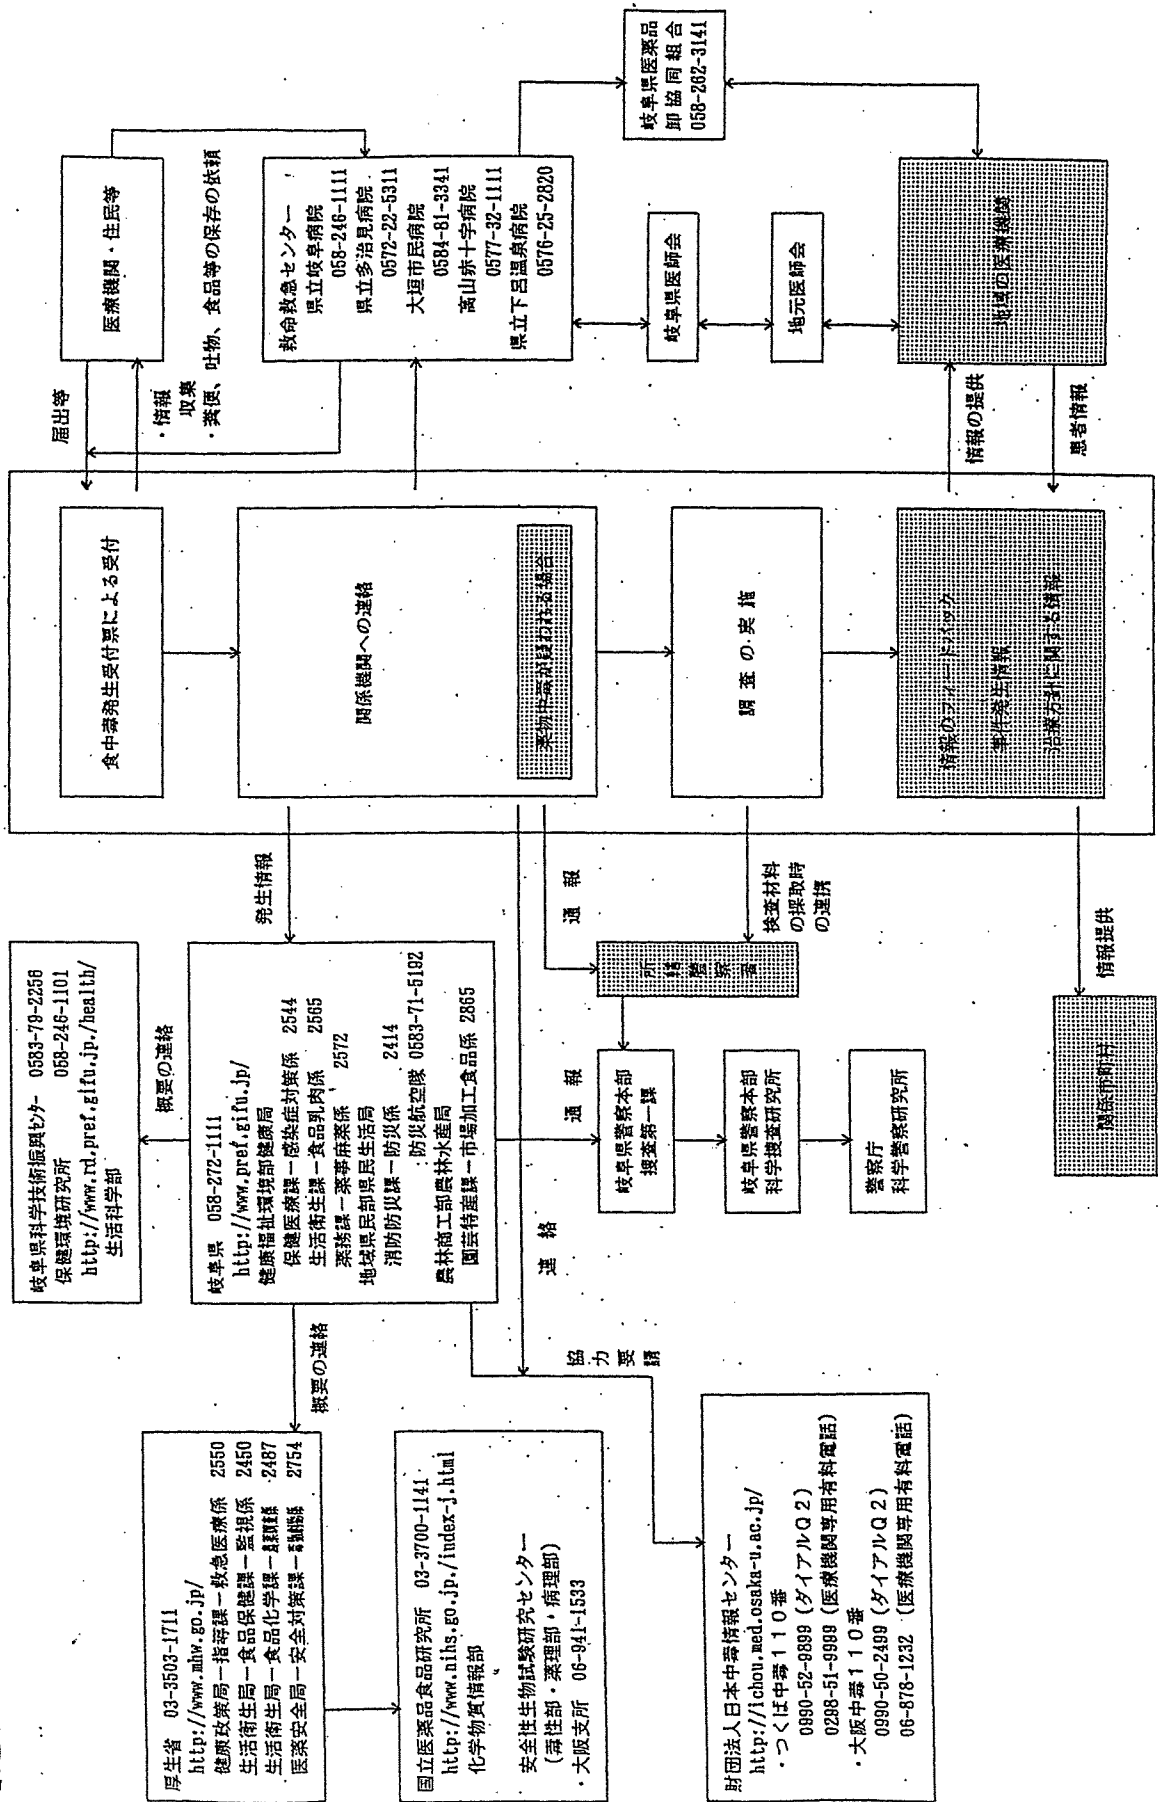 厚生省 03-3503-1711
http://www.mhw.go.jp/
健康政策局ー指導課ー救急医療係 2550
生活衛生局ー食品保健課ー監視係 2450
生活衛生局ー食品化学課ー 2487
医薬安全局ー安全対策課ー 2754
国立医薬品食品研究所 03-3700-1141
http://www.nihs.go.jp./index-j.html
化学物質情報部
安全性生物試験研究センター
(毒性部・薬理部・病理部)
・大阪支所 06-941-1533
財団法人日本中毒情報センター
http://ichou.med.osaka-u.ac.jp/
・つくば中毒110番
0990-52-9899 (ダイアルQ2)
0298-51-9999 (医療機関専用有料電話)
・大阪中毒110番
0990-50-2499 (ダイアルQ2)
06-878-1232 (医療機関専用有料電話)
概要の連絡
協力要請
連絡
岐阜県科学技術振興センター 0583-79-2256
保健環境研究所 058-246-1101
http://www.rd.pref.gifu.jp./health/
生活科学部
概要の連絡
岐阜県 058-272-1111
http://www.pref.gifu.jp/
健康福祉環境部健康局
保健医療課ー感染症対策係 2544
生活衛生課ー食品乳肉係 2565
薬務課ー薬事麻薬係 2572
地域県民部県民生活局
消防防災課ー防災係 2414
防災航空隊 0583-71-5192
農林商工部農林水産局
園芸特産課ー市場加工食品係 2865
通報
岐阜県警察本部
捜査第一課
岐阜県警察本部
科学捜査研究所
警察庁
科学警察研究所
発生情報
通報
所轄警察署
検査材料
の採取時
の連携
情報提供
関係市町村
食中毒発生受付票による受付
関係機関への連絡
薬物中毒が疑われる場合
調査の実施
情報のフィードバック
事件発生情報
治療方針に関する情報
届出等
・情報
収集
・糞便、吐物、食品等の保存の依頼
情報の提供
患者情報
医療機関・住民等
救命救急センター
県立岐阜病院
058-246-1111
県立多治見病院
0572-22-5311
大垣市民病院
0584-81-3341
高山赤十字病院
0577-32-1111
県立下呂温泉病院
0576-25-2820
岐阜県医師会
地元医師会
地域の医療機関
岐阜県医薬品
卸協同組合
058-262-3141